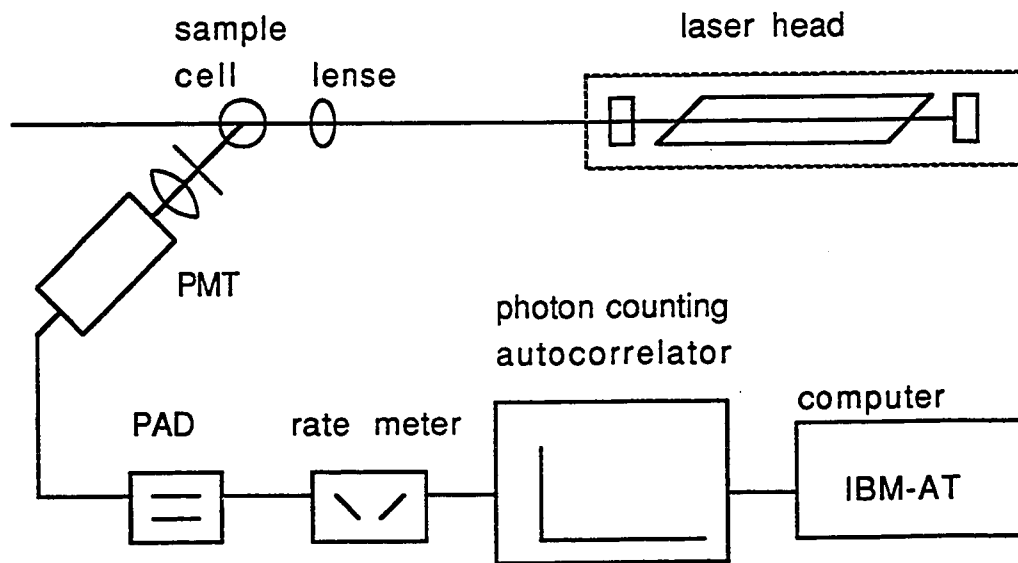 sample
cell
lense
laser head
PMT
photon counting
autocorrelator
computer
PAD
rate meter
IBM-AT